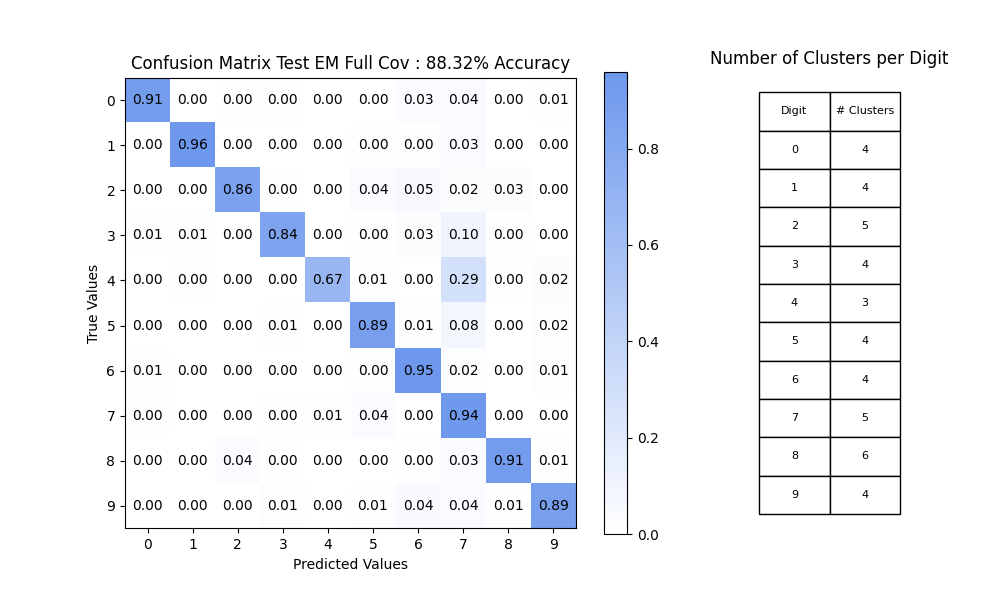 Confusion Matrix Test EM Full Cov : 88.32% Accuracy
0 0.91 0.00 0.00 0.00 0.00 0.00 0.03 0.04 0.00 0.01
1 0.00 0.96 0.00 0.00 0.00 0.00 0.00 0.03 0.00 0.00
2 0.00 0.00 0.86 0.00 0.00 0.04 0.05 0.02 0.03 0.00
3 0.01 0.01 0.00 0.84 0.00 0.00 0.03 0.10 0.00 0.00
4 0.00 0.00 0.00 0.00 0.67 0.01 0.00 0.29 0.00 0.02
5 0.00 0.00 0.00 0.01 0.00 0.89 0.01 0.08 0.00 0.02
6 0.01 0.00 0.00 0.00 0.00 0.00 0.95 0.02 0.00 0.01
7 0.00 0.00 0.00 0.00 0.01 0.04 0.00 0.94 0.00 0.00
8 0.00 0.00 0.04 0.00 0.00 0.00 0.00 0.03 0.91 0.01
9 0.00 0.00 0.00 0.01 0.00 0.01 0.04 0.04 0.01 0.89
0 1 2 3 4 5 6 7 8 9
Predicted Values
True Values
0.8
0.6
0.4
0.2
0.0
Number of Clusters per Digit
Digit # Clusters
0 4
1 4
2 5
3 4
4 3
5 4
6 4
7 5
8 6
9 4